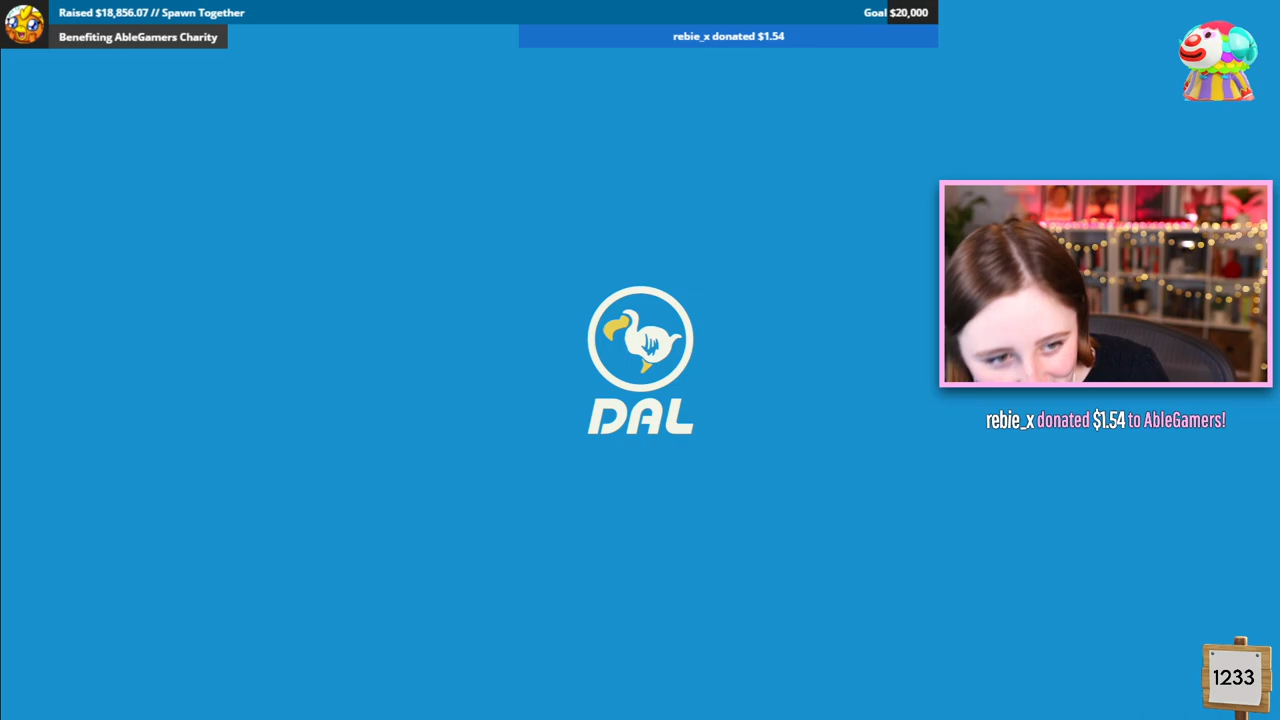 Raised $18,856.07 // Spawn Together
Goal $20,000
Benefiting AbleGamers Charity
rebie_x donated $1.54
DAL
rebie_x donated $1.54 to AbleGamers!
1233